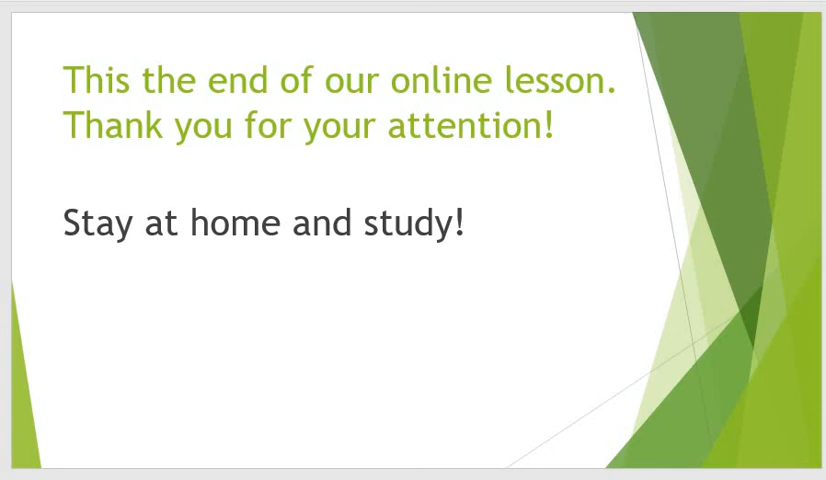 This the end of our online lesson.
Thank you for your attention!
Stay at home and study!